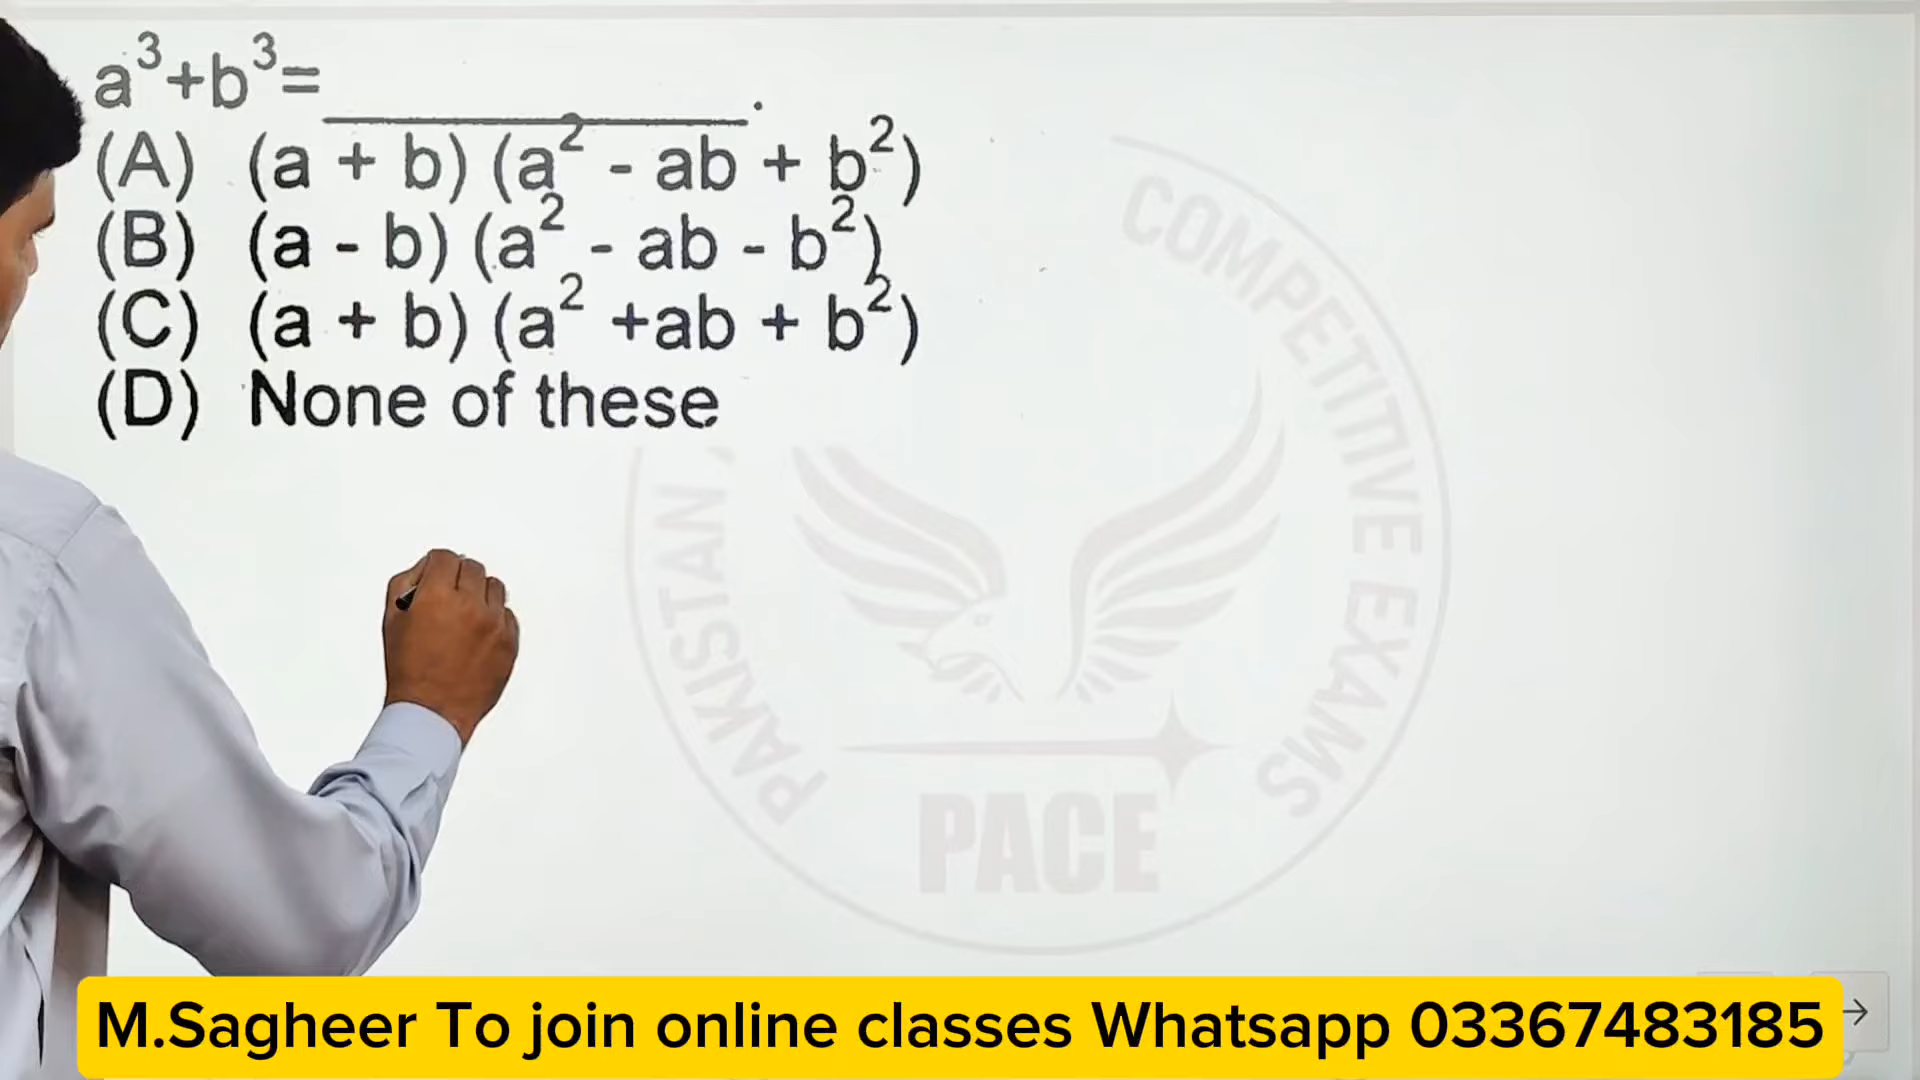 a³+b³= ________.
(A) (a + b) (a² - ab + b²)
(B) (a - b) (a² - ab - b²)
(C) (a + b) (a² +ab + b²)
(D) None of these
PAKISTAN
COMPETITIVE EXAMS
PACE
M.Sagheer To join online classes Whatsapp 03367483185